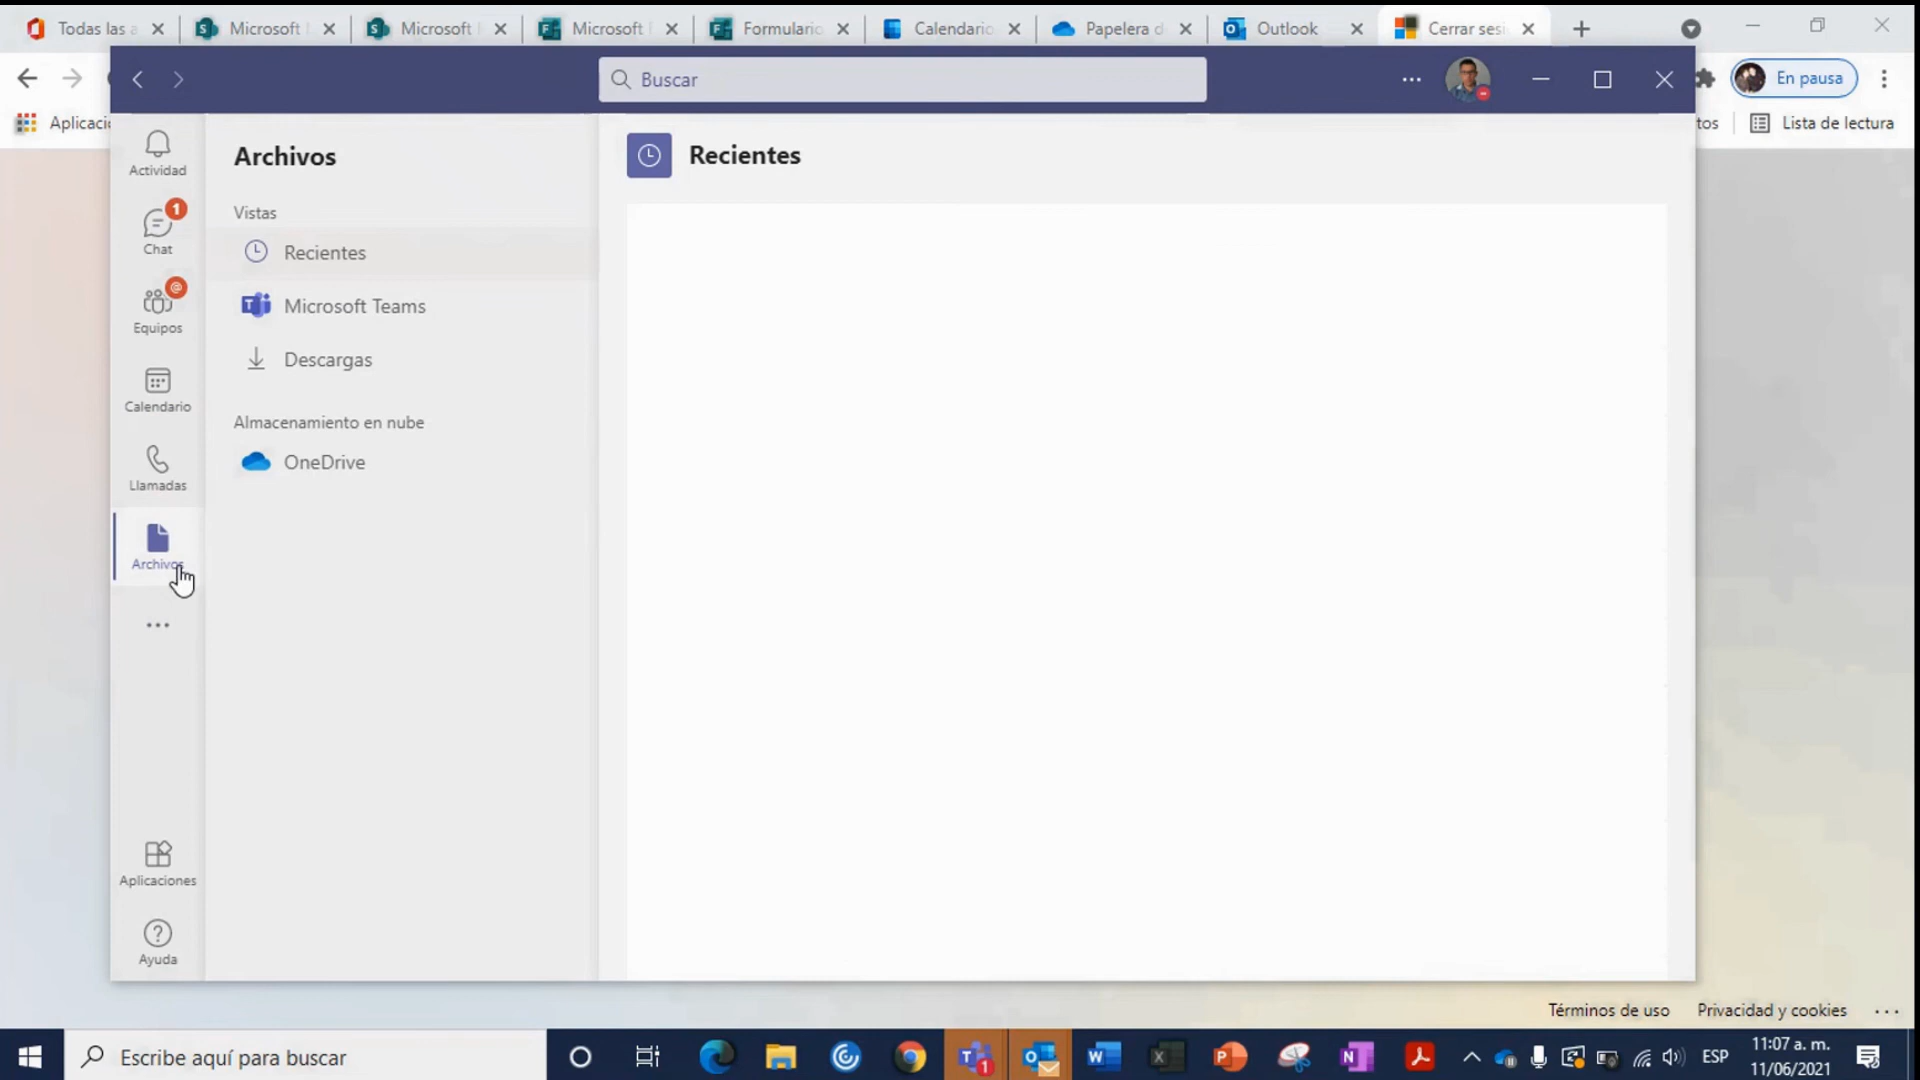 Todas las a
Microsoft
Microsoft
Microsoft
Formulario
Calendario
Papelera d
Outlook
Cerrar sesi
Buscar
En pausa
Aplicaci
tos
Lista de lectura
Actividad
1
Chat
@
Equipos
Calendario
Llamadas
Archivos
Aplicaciones
Ayuda
Archivos
Vistas
Recientes
Microsoft Teams
Descargas
Almacenamiento en nube
OneDrive
Recientes
Términos de uso
Privacidad y cookies
Escribe aquí para buscar
1
ESP
11:07 a. m.
11/06/2021